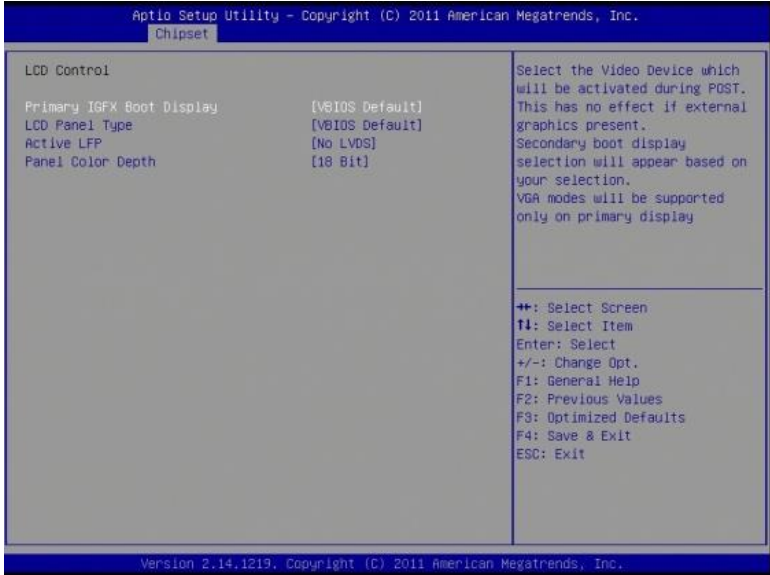 Aptio Setup Utility – Copyright (C) 2011 American Megatrends, Inc.
Chipset
LCD Control
Primary IGFX Boot Display [VBIOS Default]
LCD Panel Type [VBIOS Default]
Active LFP [No LVDS]
Panel Color Depth [18 Bit]
Select the Video Device which
will be activated during POST.
This has no effect if external
graphics present.
Secondary boot display
selection will appear based on
your selection.
VGA modes will be supported
only on primary display
→←: Select Screen
↑↓: Select Item
Enter: Select
+/-: Change Opt.
F1: General Help
F2: Previous Values
F3: Optimized Defaults
F4: Save & Exit
ESC: Exit
Version 2.14.1219. Copyright (C) 2011 American Megatrends, Inc.